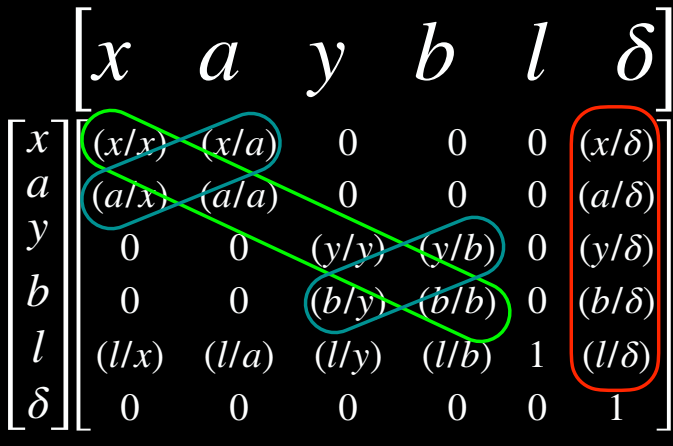 x a y b l δ
x (x/x) (x/a) 0 0 0 (x/δ)
a (a/x) (a/a) 0 0 0 (a/δ)
y 0 0 (y/y) (y/b) 0 (y/δ)
b 0 0 (b/y) (b/b) 0 (b/δ)
l (l/x) (l/a) (l/y) (l/b) 1 (l/δ)
δ 0 0 0 0 0 1